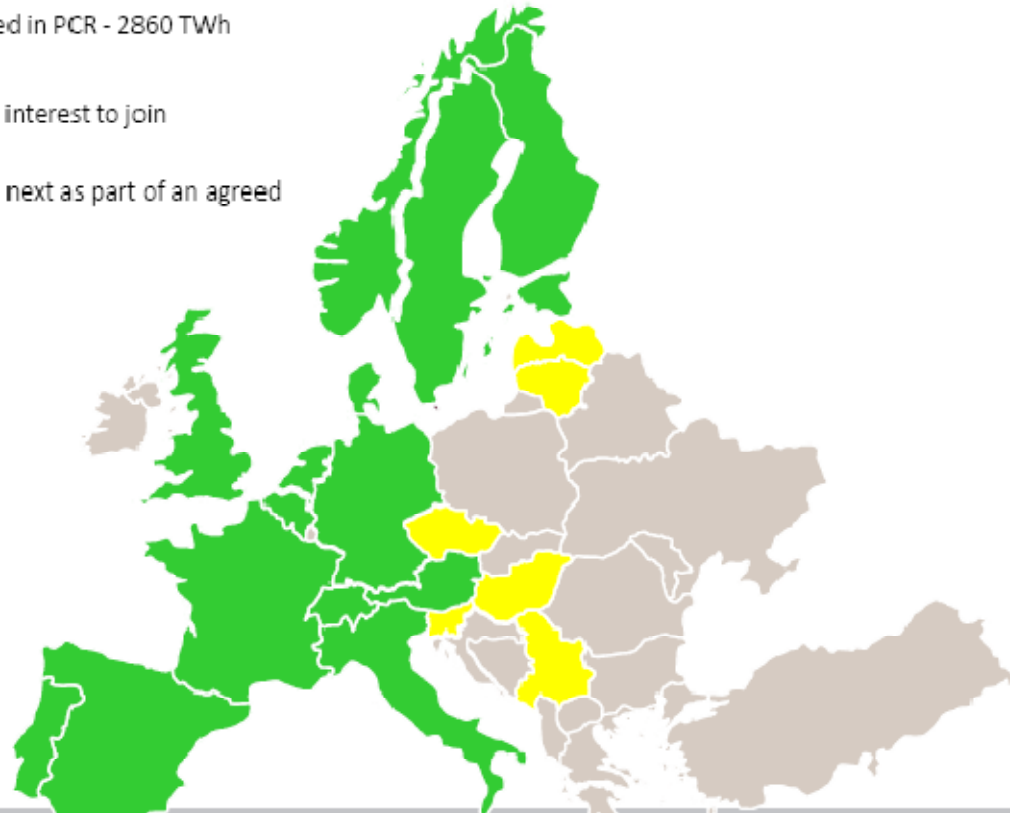 ed in PCR - 2860 TWh
interest to join
next as part of an agreed